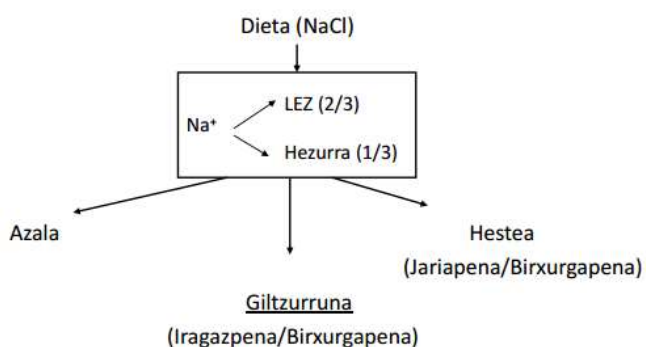 Dieta (NaCl)
LEZ (2/3)
Na⁺
Hezurra (1/3)
Azala
Hestea
(Jariapena/Birxurgapena)
Giltzurruna
(Iragazpena/Birxurgapena)